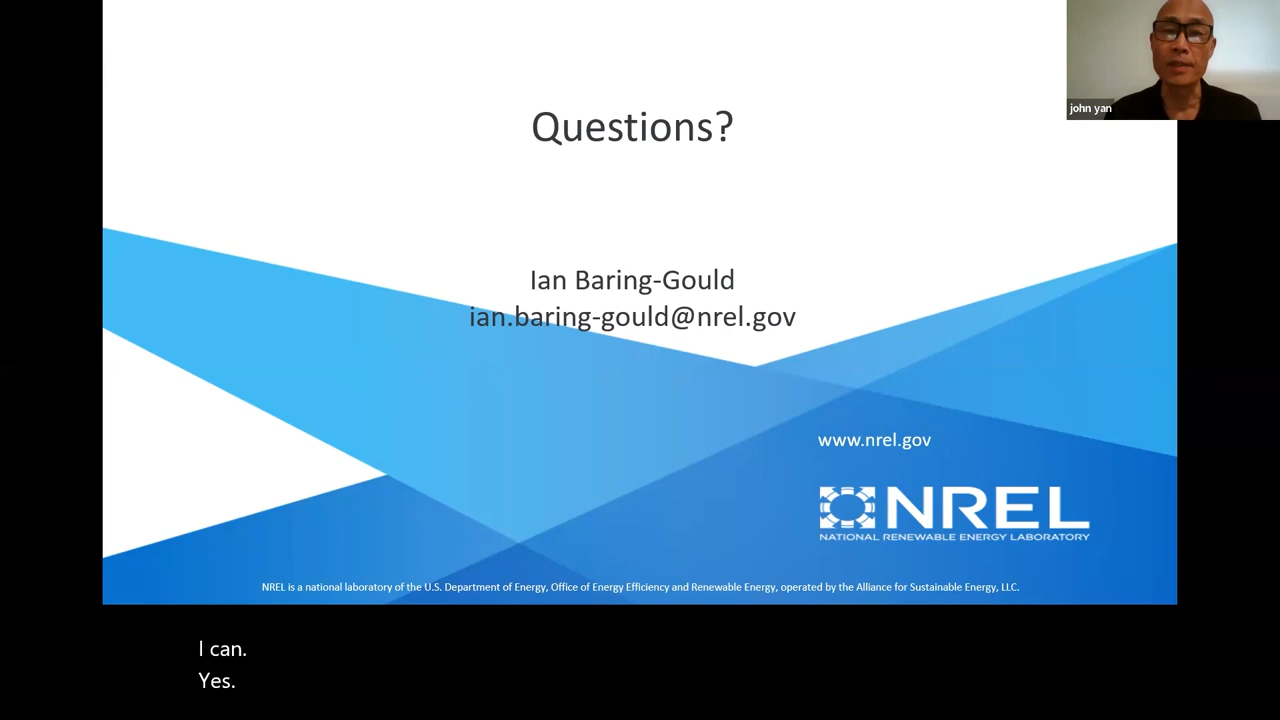 john yan
Questions?
Ian Baring-Gould
ian.baring-gould@nrel.gov
www.nrel.gov
NREL
NATIONAL RENEWABLE ENERGY LABORATORY
NREL is a national laboratory of the U.S. Department of Energy, Office of Energy Efficiency and Renewable Energy, operated by the Alliance for Sustainable Energy, LLC.
I can.
Yes.